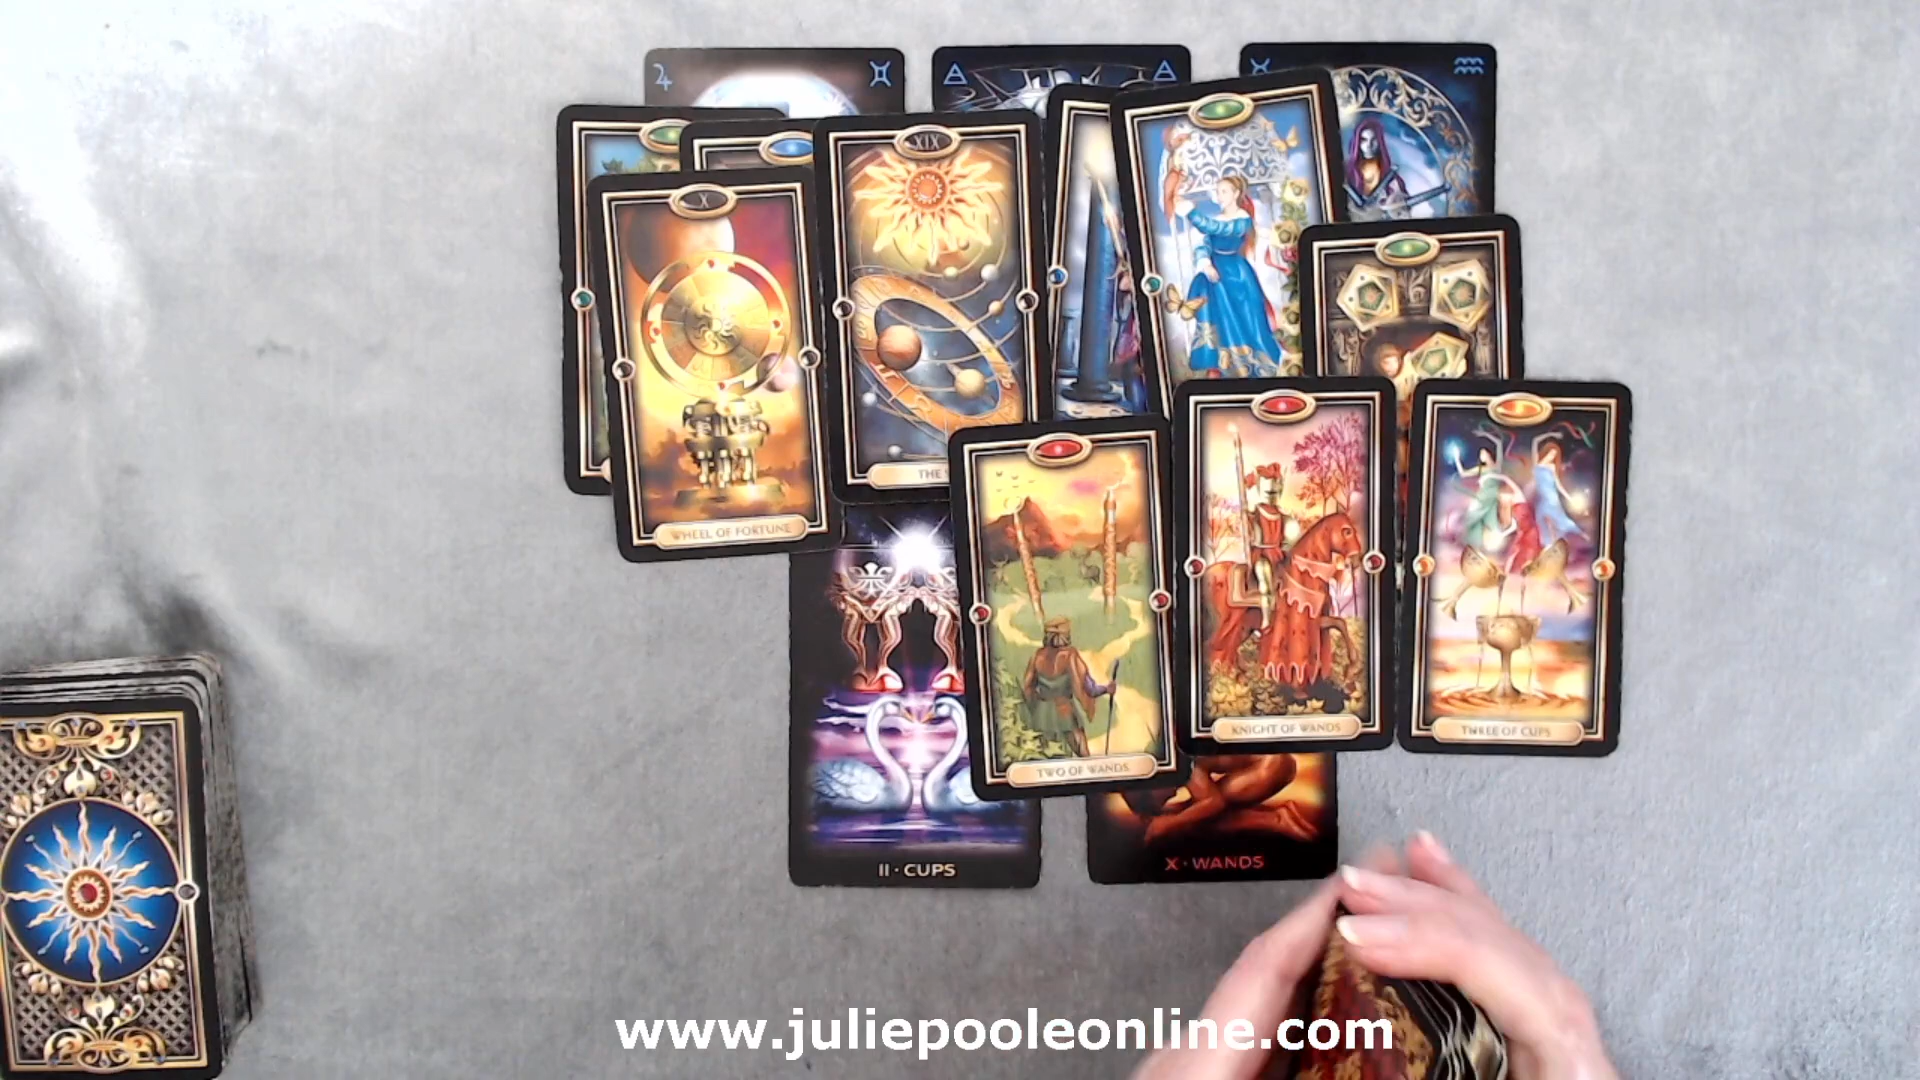 XIX
X
THE
WHEEL OF FORTUNE
KNIGHT OF WANDS
THREE OF CUPS
TWO OF WANDS
II · CUPS
X · WANDS
www.juliepooleonline.com